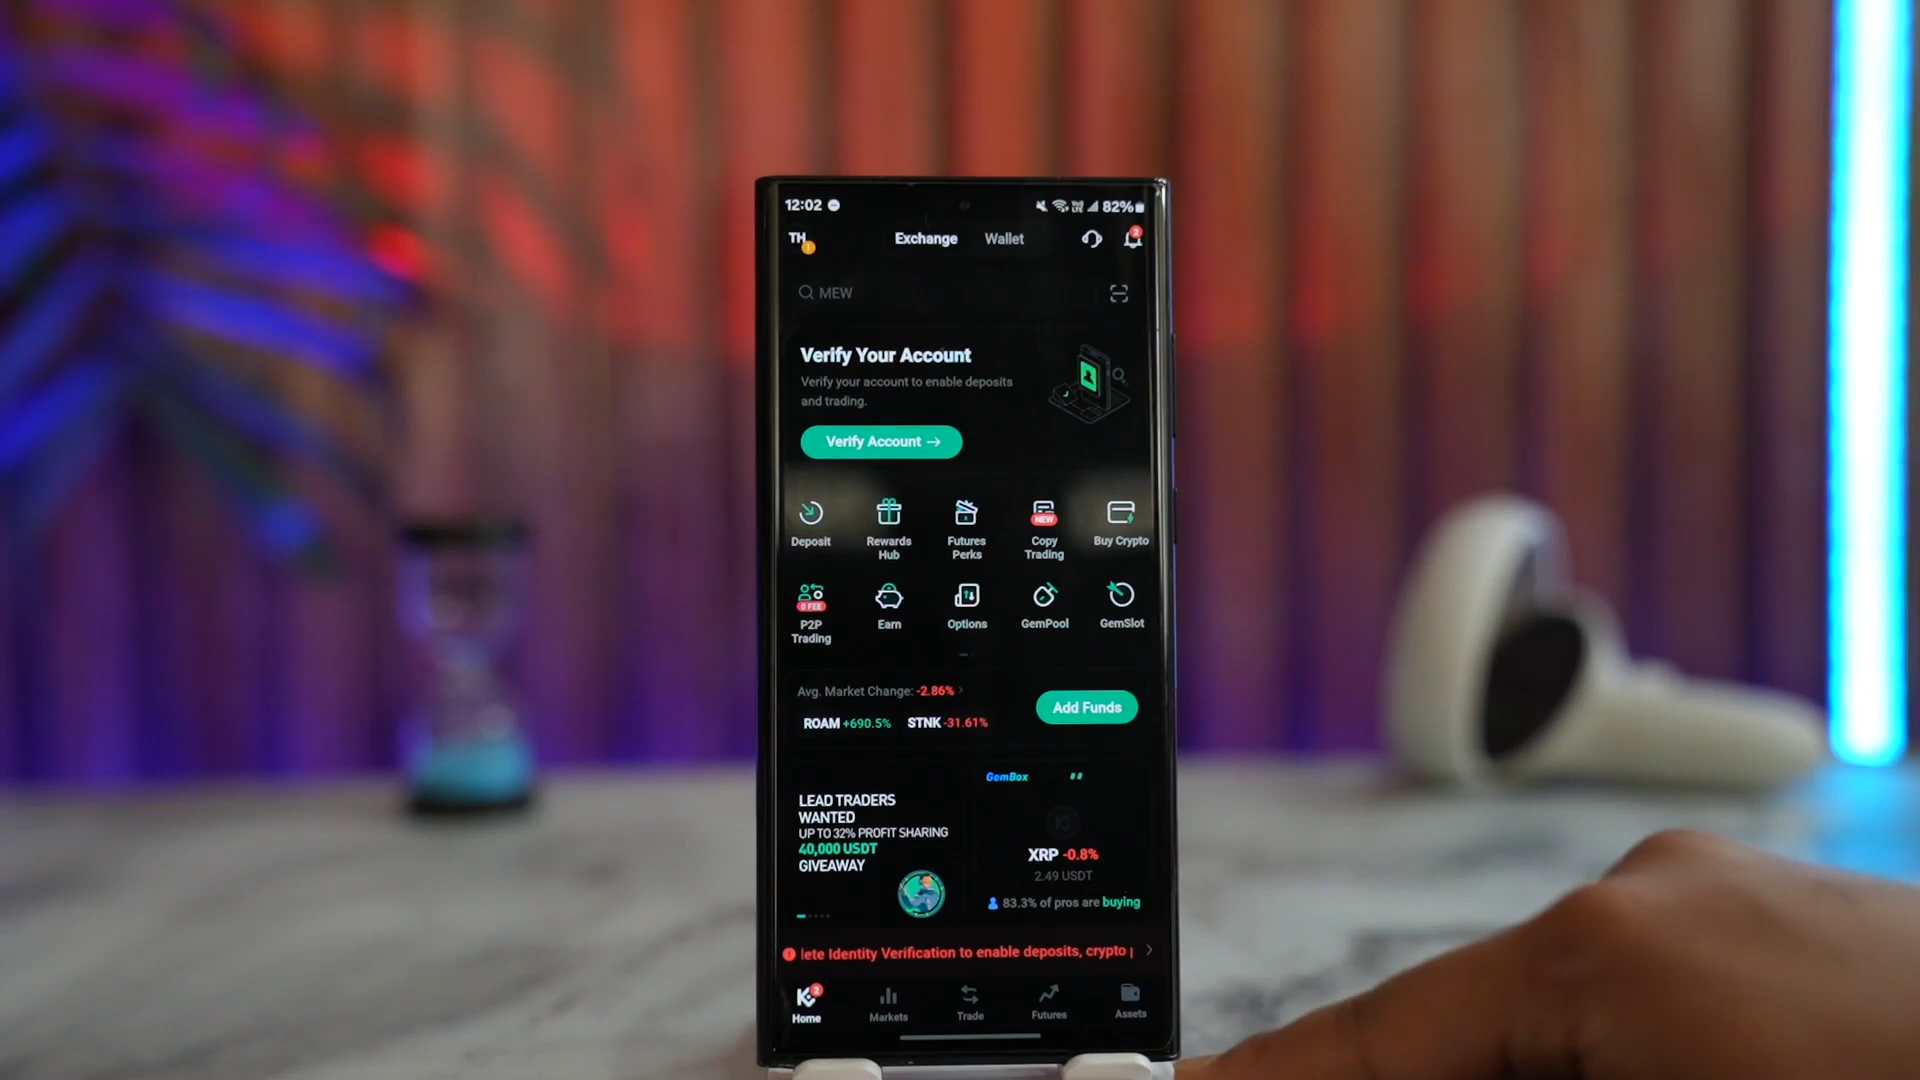 12:02
82%
TH
Exchange
Wallet
2
MEW
Verify Your Account
Verify your account to enable deposits
and trading.
Verify Account →
NEW
Deposit
Rewards
Hub
Futures
Perks
Copy
Trading
Buy Crypto
0 FEE
P2P
Trading
Earn
Options
GemPool
GemSlot
Avg. Market Change: -2.86%
ROAM +690.5% STNK -31.61%
Add Funds
LEAD TRADERS
WANTED
UP TO 32% PROFIT SHARING
40,000 USDT
GIVEAWAY
GemBox
XRP -0.8%
2.49 USDT
83.3% of pros are buying
lete Identity Verification to enable deposits, crypto
2
Home
Markets
Trade
Futures
Assets